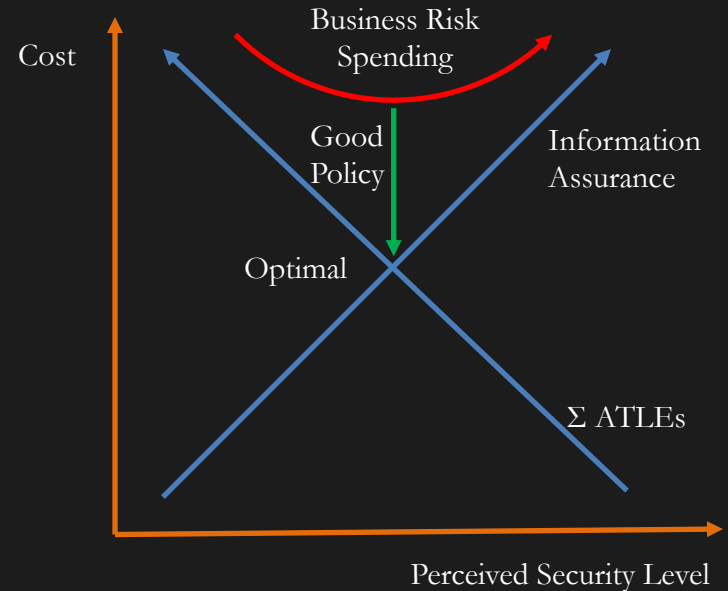 Business Risk
Spending
Cost
Good
Policy
Information
Assurance
Optimal
Σ ATLEs
Perceived Security Level